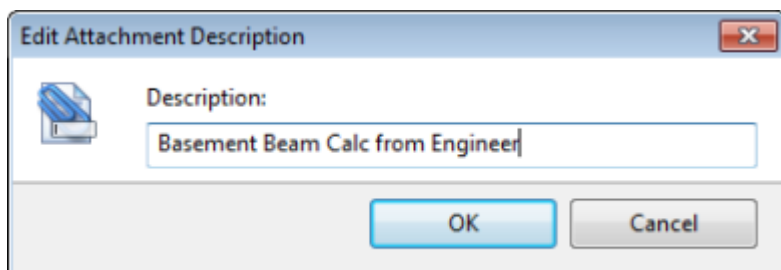 Edit Attachment Description
Description:
Basement Beam Calc from Engineer
OK Cancel